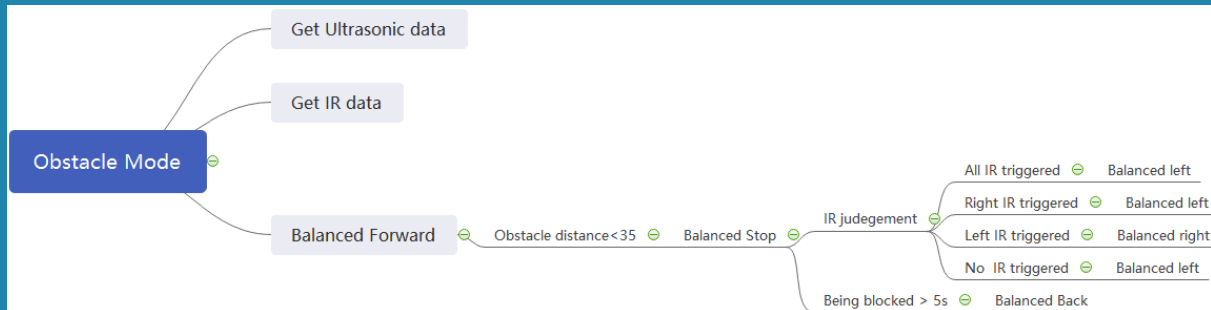 Get Ultrasonic data
Get IR data
Obstacle Mode
Balanced Forward
Obstacle distance<35
Balanced Stop
IR judegement
All IR triggered
Balanced left
Right IR triggered
Balanced left
Left IR triggered
Balanced right
No IR triggered
Balanced left
Being blocked > 5s
Balanced Back